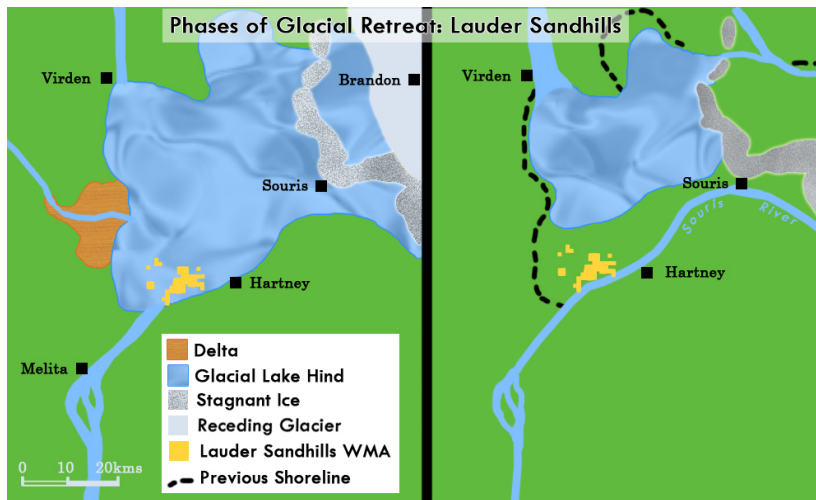 Phases of Glacial Retreat: Lauder Sandhills
Virden
Brandon
Souris
Hartney
Melita
Delta
Glacial Lake Hind
Stagnant Ice
Receding Glacier
Lauder Sandhills WMA
Previous Shoreline
0 10 20kms
Virden
Souris
Souris River
Hartney